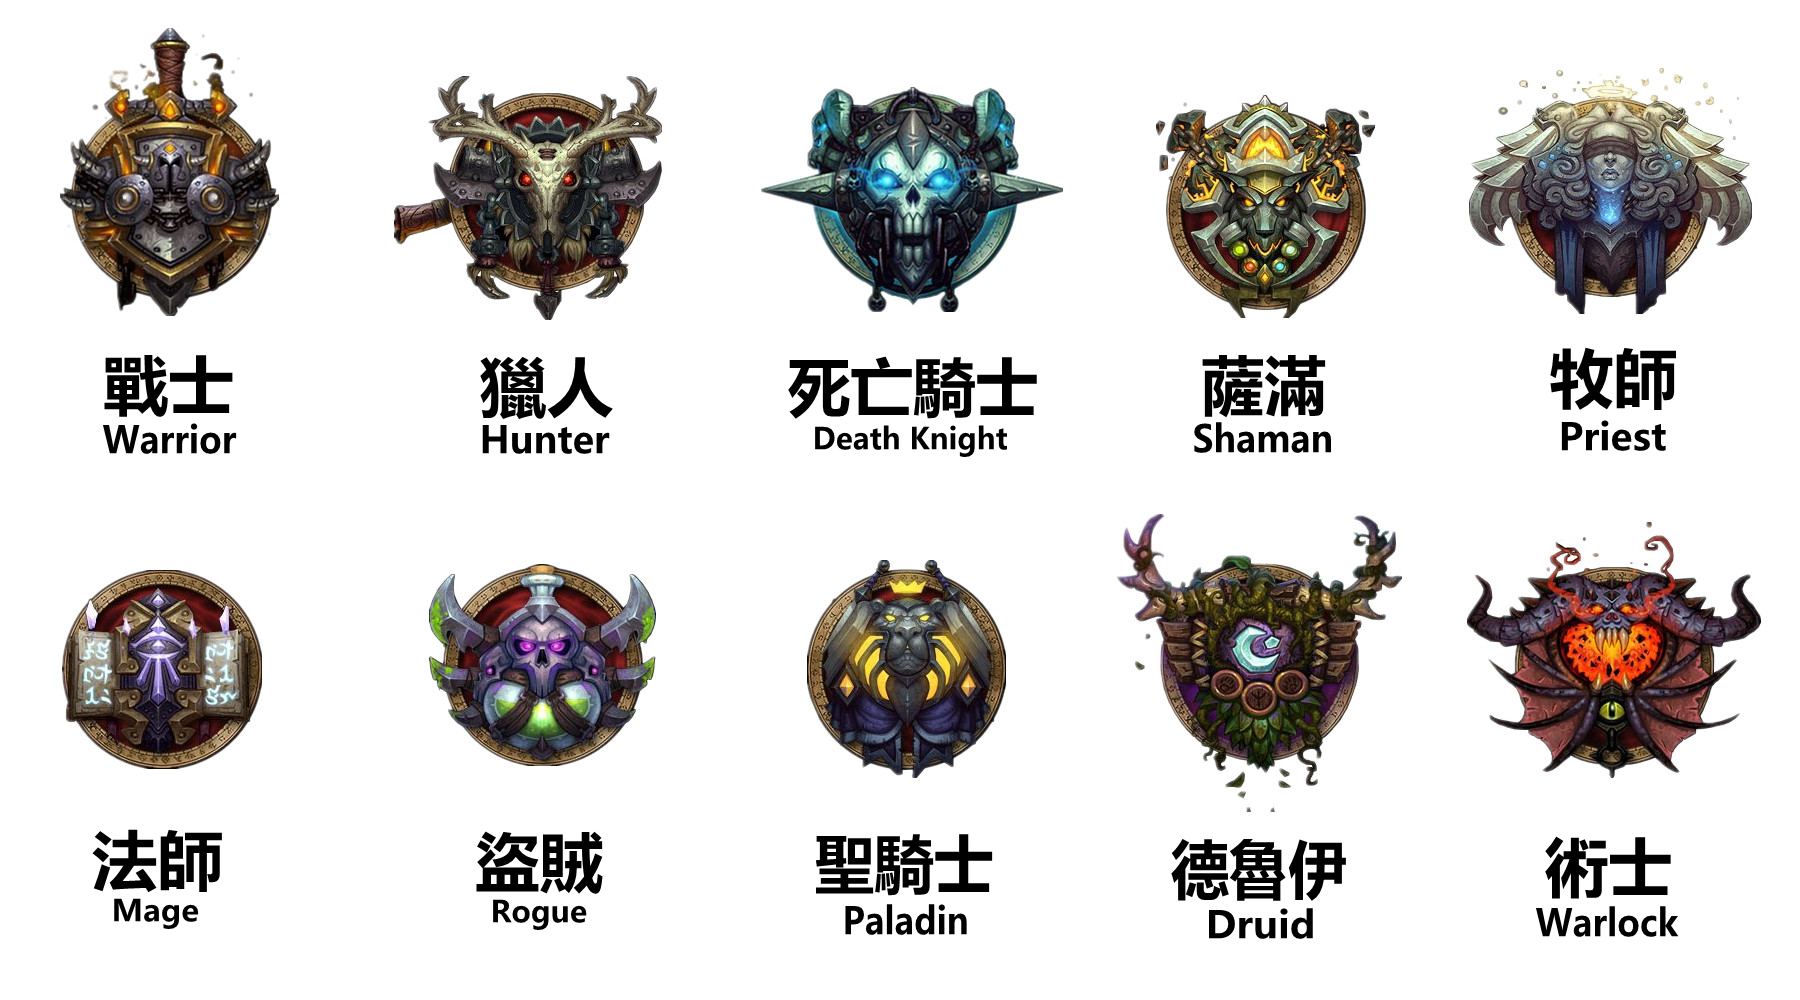 戰士
Warrior
獵人
Hunter
死亡騎士
Death Knight
薩滿
Shaman
牧師
Priest
法師
Mage
盜賊
Rogue
聖騎士
Paladin
德魯伊
Druid
術士
Warlock